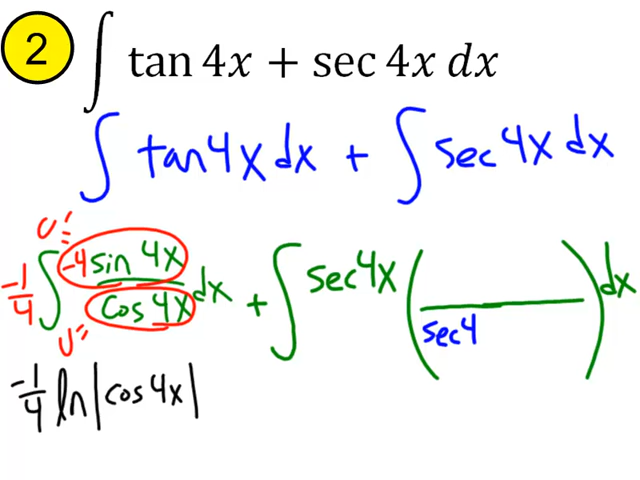 2 ∫ tan 4x + sec 4x dx
∫ tan 4x dx + ∫ sec 4x dx
u' =
-1/4 ∫ -4 sin 4x / cos 4x dx + ∫ sec 4x ( / sec 4 ) dx
u =
-1/4 ln |cos 4x|